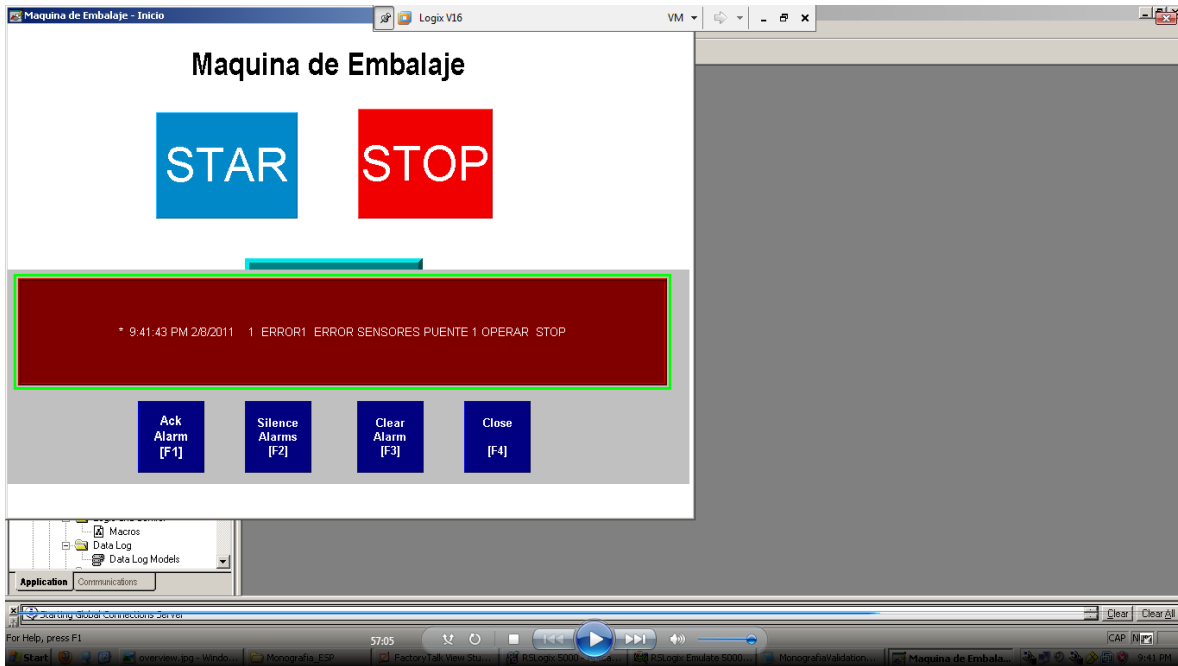 Maquina de Embalaje - Inicio
Logix V16
VM
Maquina de Embalaje
STAR
STOP
* 9:41:43 PM 2/8/2011 1 ERROR1 ERROR SENSORES PUENTE 1 OPERAR STOP
Ack
Alarm
[F1]
Silence
Alarms
[F2]
Clear
Alarm
[F3]
Close
[F4]
Macros
Data Log
Data Log Models
Application
Communications
Starting Global Connections Server
Clear
Clear All
For Help, press F1
57:05
CAP
Start
overview.jpg - Windo...
Monografia_ESP
FactoryTalk View Stu...
RSLogix 5000
RSLogix Emulate 5000...
MonografiaValidation...
Maquina de Embala...
9:41 PM